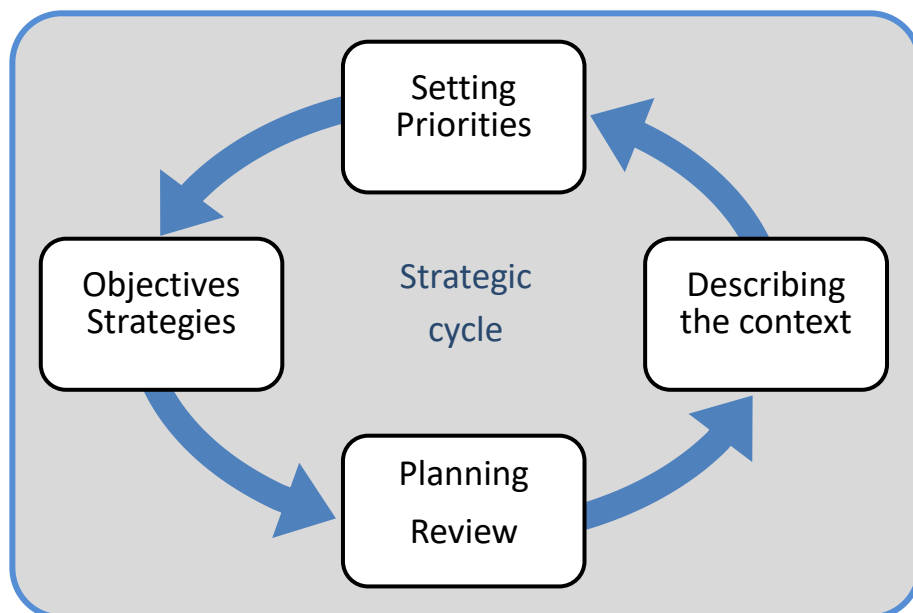 Setting
Priorities
Objectives
Strategies
Strategic
cycle
Describing
the context
Planning
Review